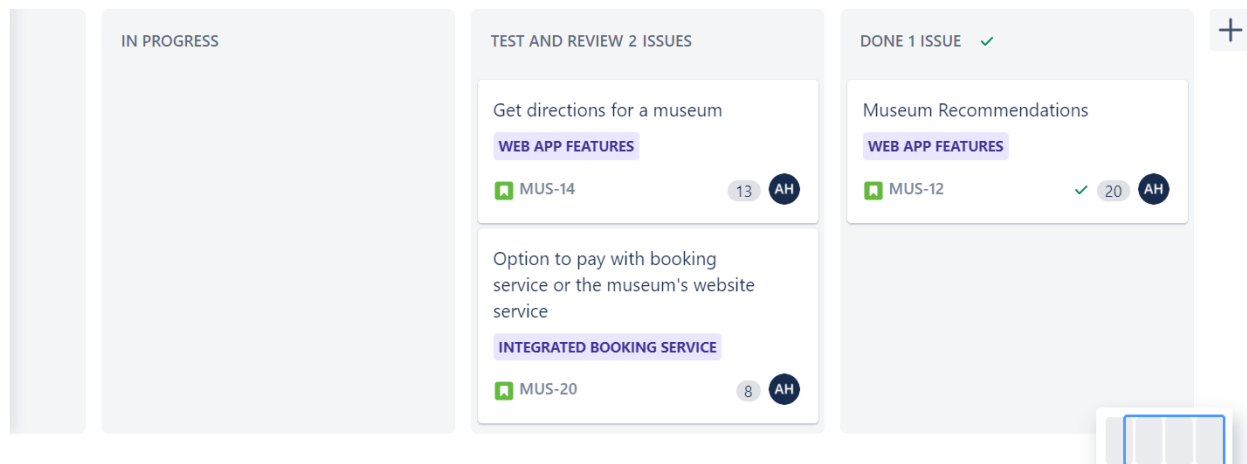 IN PROGRESS
TEST AND REVIEW 2 ISSUES
Get directions for a museum
WEB APP FEATURES
MUS-14
13
AH
Option to pay with booking
service or the museum's website
service
INTEGRATED BOOKING SERVICE
MUS-20
8
AH
DONE 1 ISSUE
Museum Recommendations
WEB APP FEATURES
MUS-12
20
AH